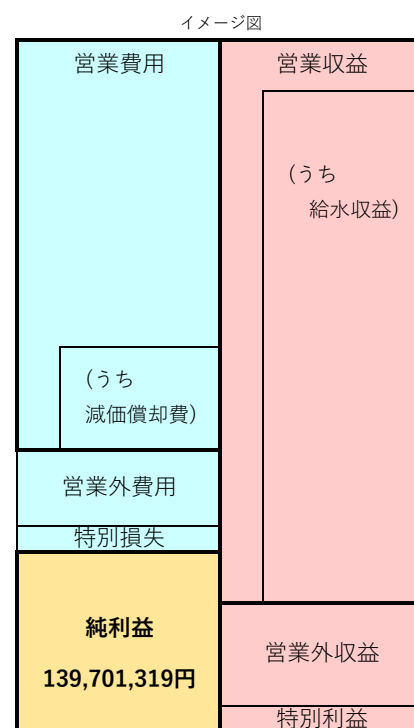 イメージ図
営業費用
(うち
減価償却費)
営業外費用
特別損失
純利益
139,701,319円
営業収益
(うち
給水収益)
営業外収益
特別利益